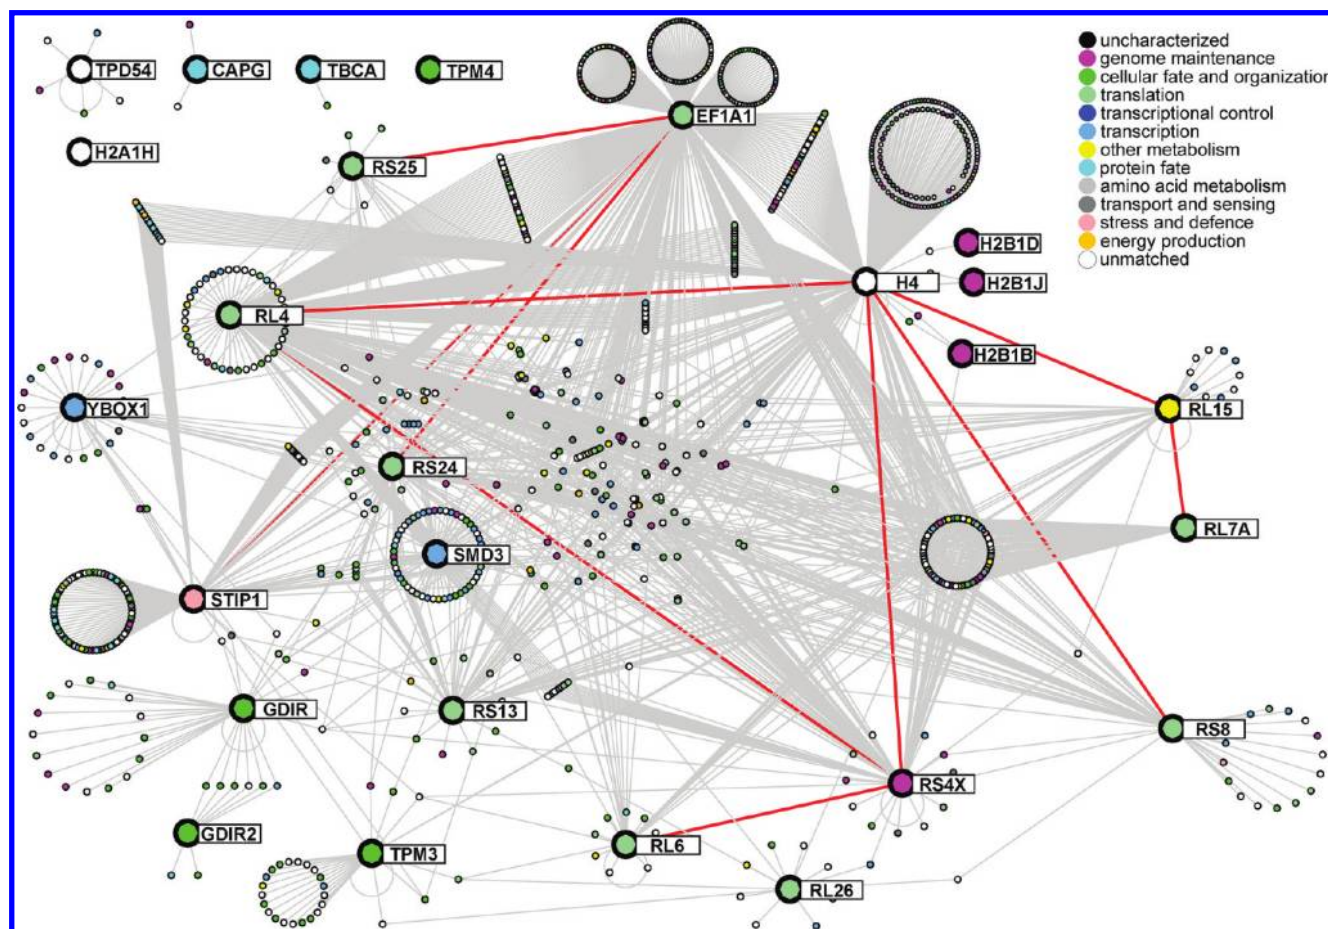 TPD54
CAPG
TBCA
TPM4
H2A1H
RS25
EF1A1
uncharacterized
genome maintenance
cellular fate and organization
translation
transcriptional control
transcription
other metabolism
protein fate
amino acid metabolism
transport and sensing
stress and defence
energy production
unmatched
H2B1D
H4
H2B1J
RL4
H2B1B
YBOX1
RL15
RS24
RL7A
SMD3
STIP1
GDIR
RS13
RS8
RS4X
GDIR2
TPM3
RL6
RL26